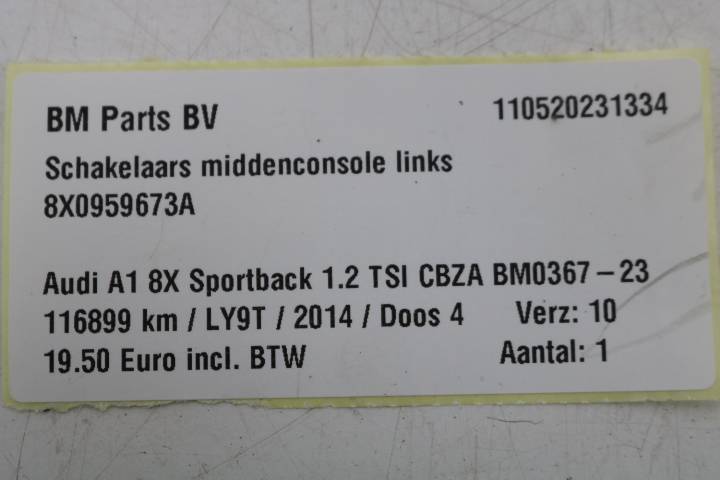 BM Parts BV 110520231334
Schakelaars middenconsole links
8X0959673A
Audi A1 8X Sportback 1.2 TSI CBZA BM0367 – 23
116899 km / LY9T / 2014 / Doos 4 Verz: 10
19.50 Euro incl. BTW Aantal: 1